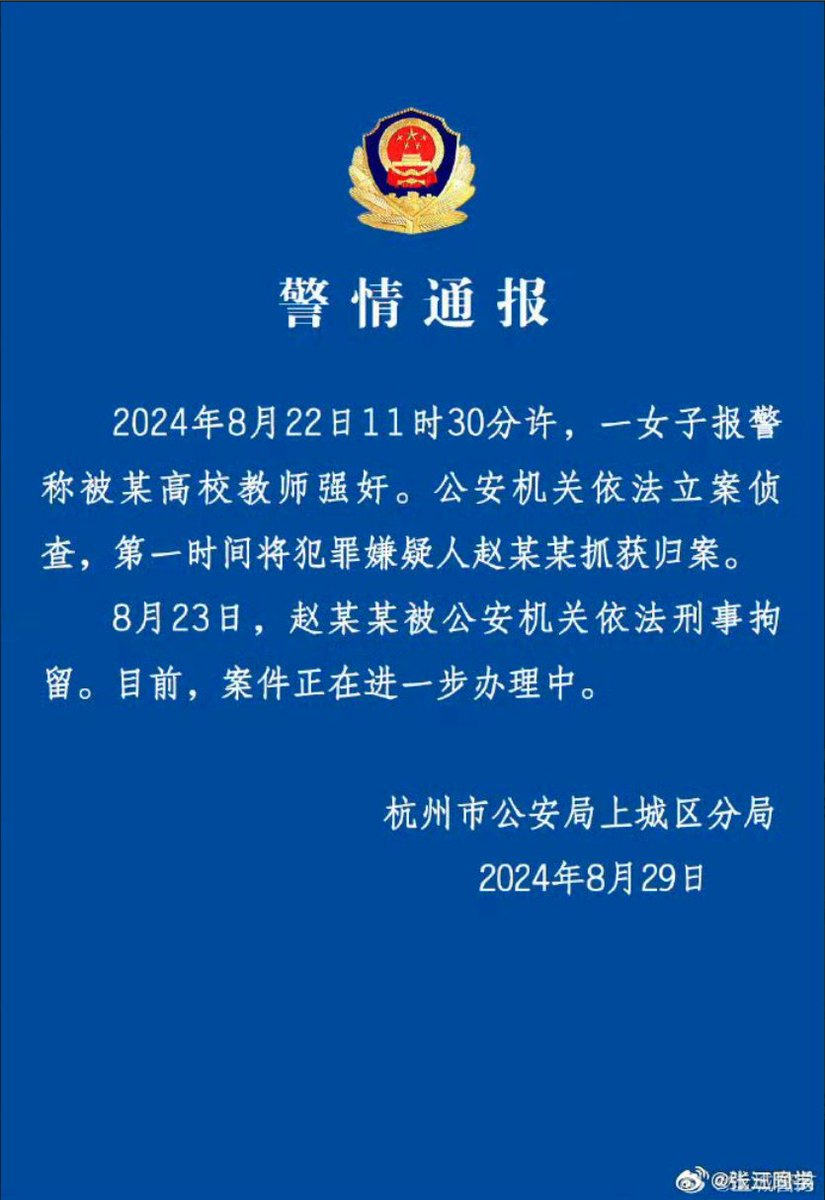 警情通报
2024年8月22日11时30分许，一女子报警
称被某高校教师强奸。公安机关依法立案侦
查，第一时间将犯罪嫌疑人赵某某抓获归案。
8月23日，赵某某被公安机关依法刑事拘
留。目前，案件正在进一步办理中。
杭州市公安局上城区分局
2024年8月29日